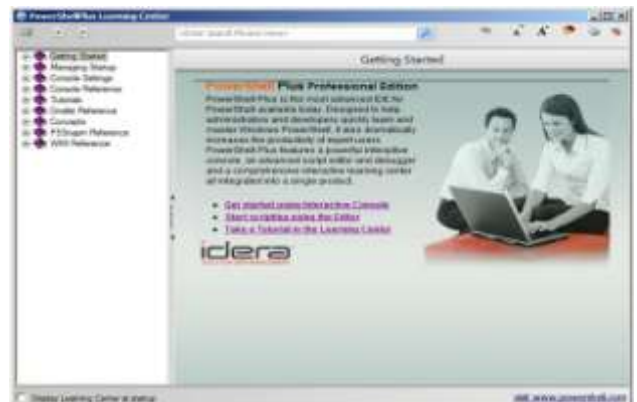 PowerShellPlus Learning Center
Getting Started
Managing Startup
Console Settings
Console Reference
Tutorials
Cmdlet Reference
Concepts
PSSnapin Reference
WMI Reference
Getting Started
PowerShell Plus Professional Edition
PowerShell Plus is the most advanced IDE for
PowerShell available today. Designed to help
administrators and developers quickly learn and
master Windows PowerShell, it also dramatically
increases the productivity of expert users.
PowerShell Plus features a powerful interactive
console, an advanced script editor and debugger
and a comprehensive interactive learning center
all integrated into a single product.
Get started using Interactive Console
Start scripting using the Editor
Take a Tutorial in the Learning Center
idera
Display Learning Center at startup
visit www.powershell.com